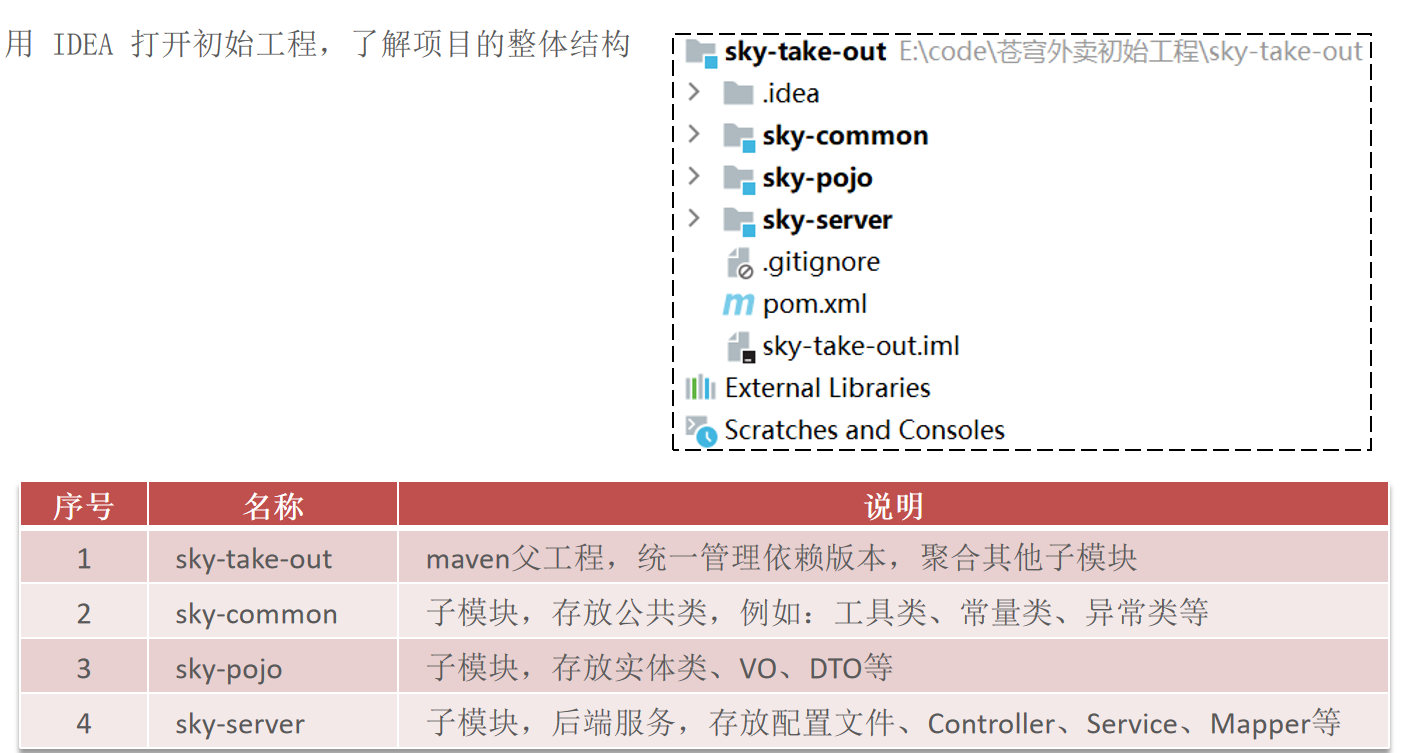 用 IDEA 打开初始工程，了解项目的整体结构
sky-take-out E:\code\苍穹外卖初始工程\sky-take-out
.idea
sky-common
sky-pojo
sky-server
.gitignore
pom.xml
sky-take-out.iml
External Libraries
Scratches and Consoles
序号 名称 说明
1 sky-take-out maven父工程，统一管理依赖版本，聚合其他子模块
2 sky-common 子模块，存放公共类，例如：工具类、常量类、异常类等
3 sky-pojo 子模块，存放实体类、VO、DTO等
4 sky-server 子模块，后端服务，存放配置文件、Controller、Service、Mapper等